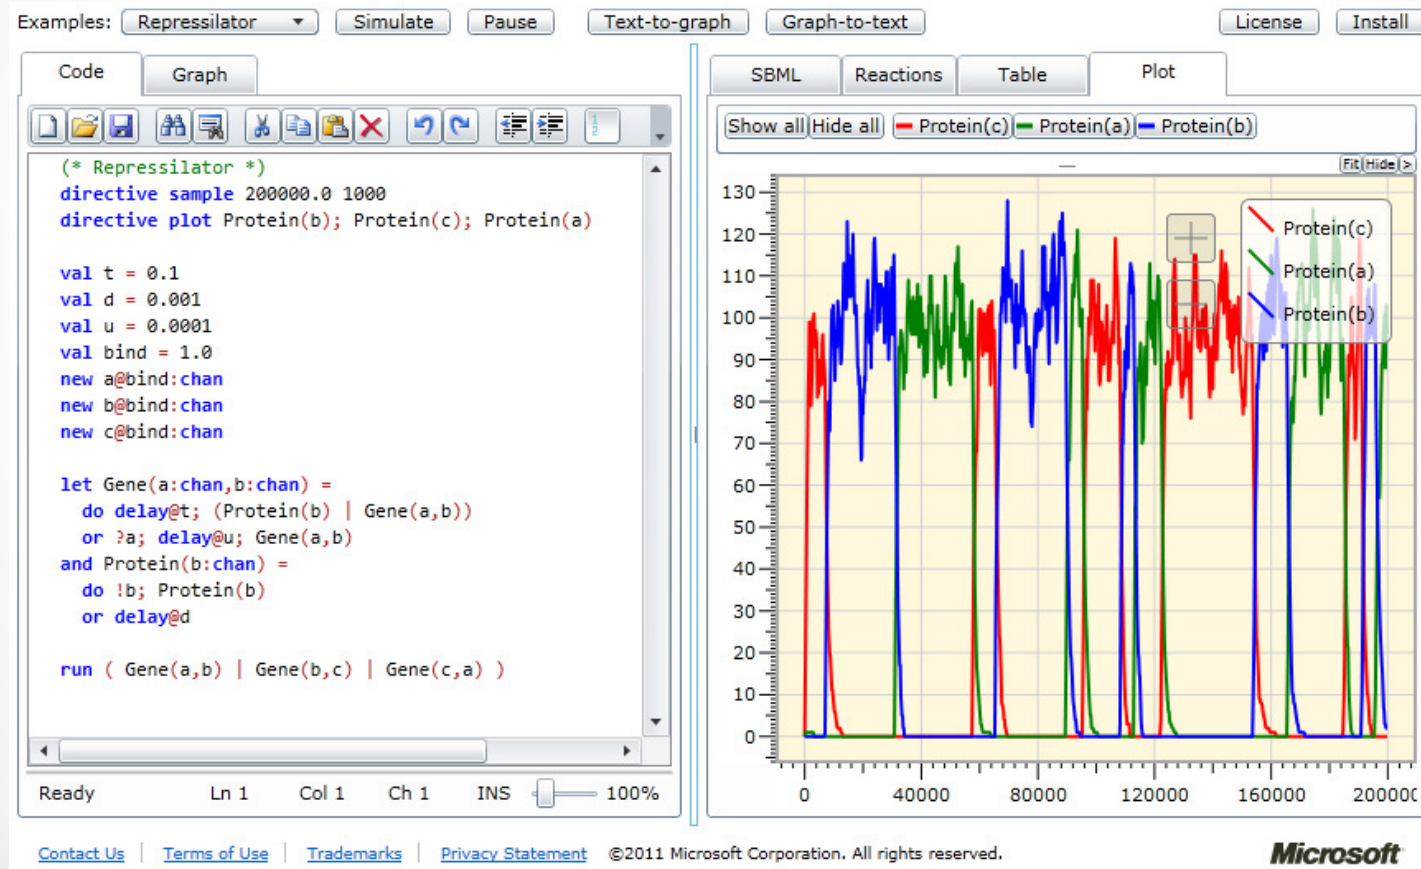 Examples: Repressilator Simulate Pause Text-to-graph Graph-to-text License Install
Code Graph
(* Repressilator *)
directive sample 200000.0 1000
directive plot Protein(b); Protein(c); Protein(a)
val t = 0.1
val d = 0.001
val u = 0.0001
val bind = 1.0
new a@bind:chan
new b@bind:chan
new c@bind:chan
let Gene(a:chan,b:chan) =
do delay@t; (Protein(b) | Gene(a,b))
or ?a; delay@u; Gene(a,b)
and Protein(b:chan) =
do !b; Protein(b)
or delay@d
run ( Gene(a,b) | Gene(b,c) | Gene(c,a) )
Ready Ln 1 Col 1 Ch 1 INS 100%
SBML Reactions Table Plot
Show all Hide all Protein(c) Protein(a) Protein(b)
Fit Hide >
130
120
110
100
90
80
70
60
50
40
30
20
10
0
Protein(c)
Protein(a)
Protein(b)
0 40000 80000 120000 160000 200000
Contact Us | Terms of Use | Trademarks | Privacy Statement ©2011 Microsoft Corporation. All rights reserved. Microsoft